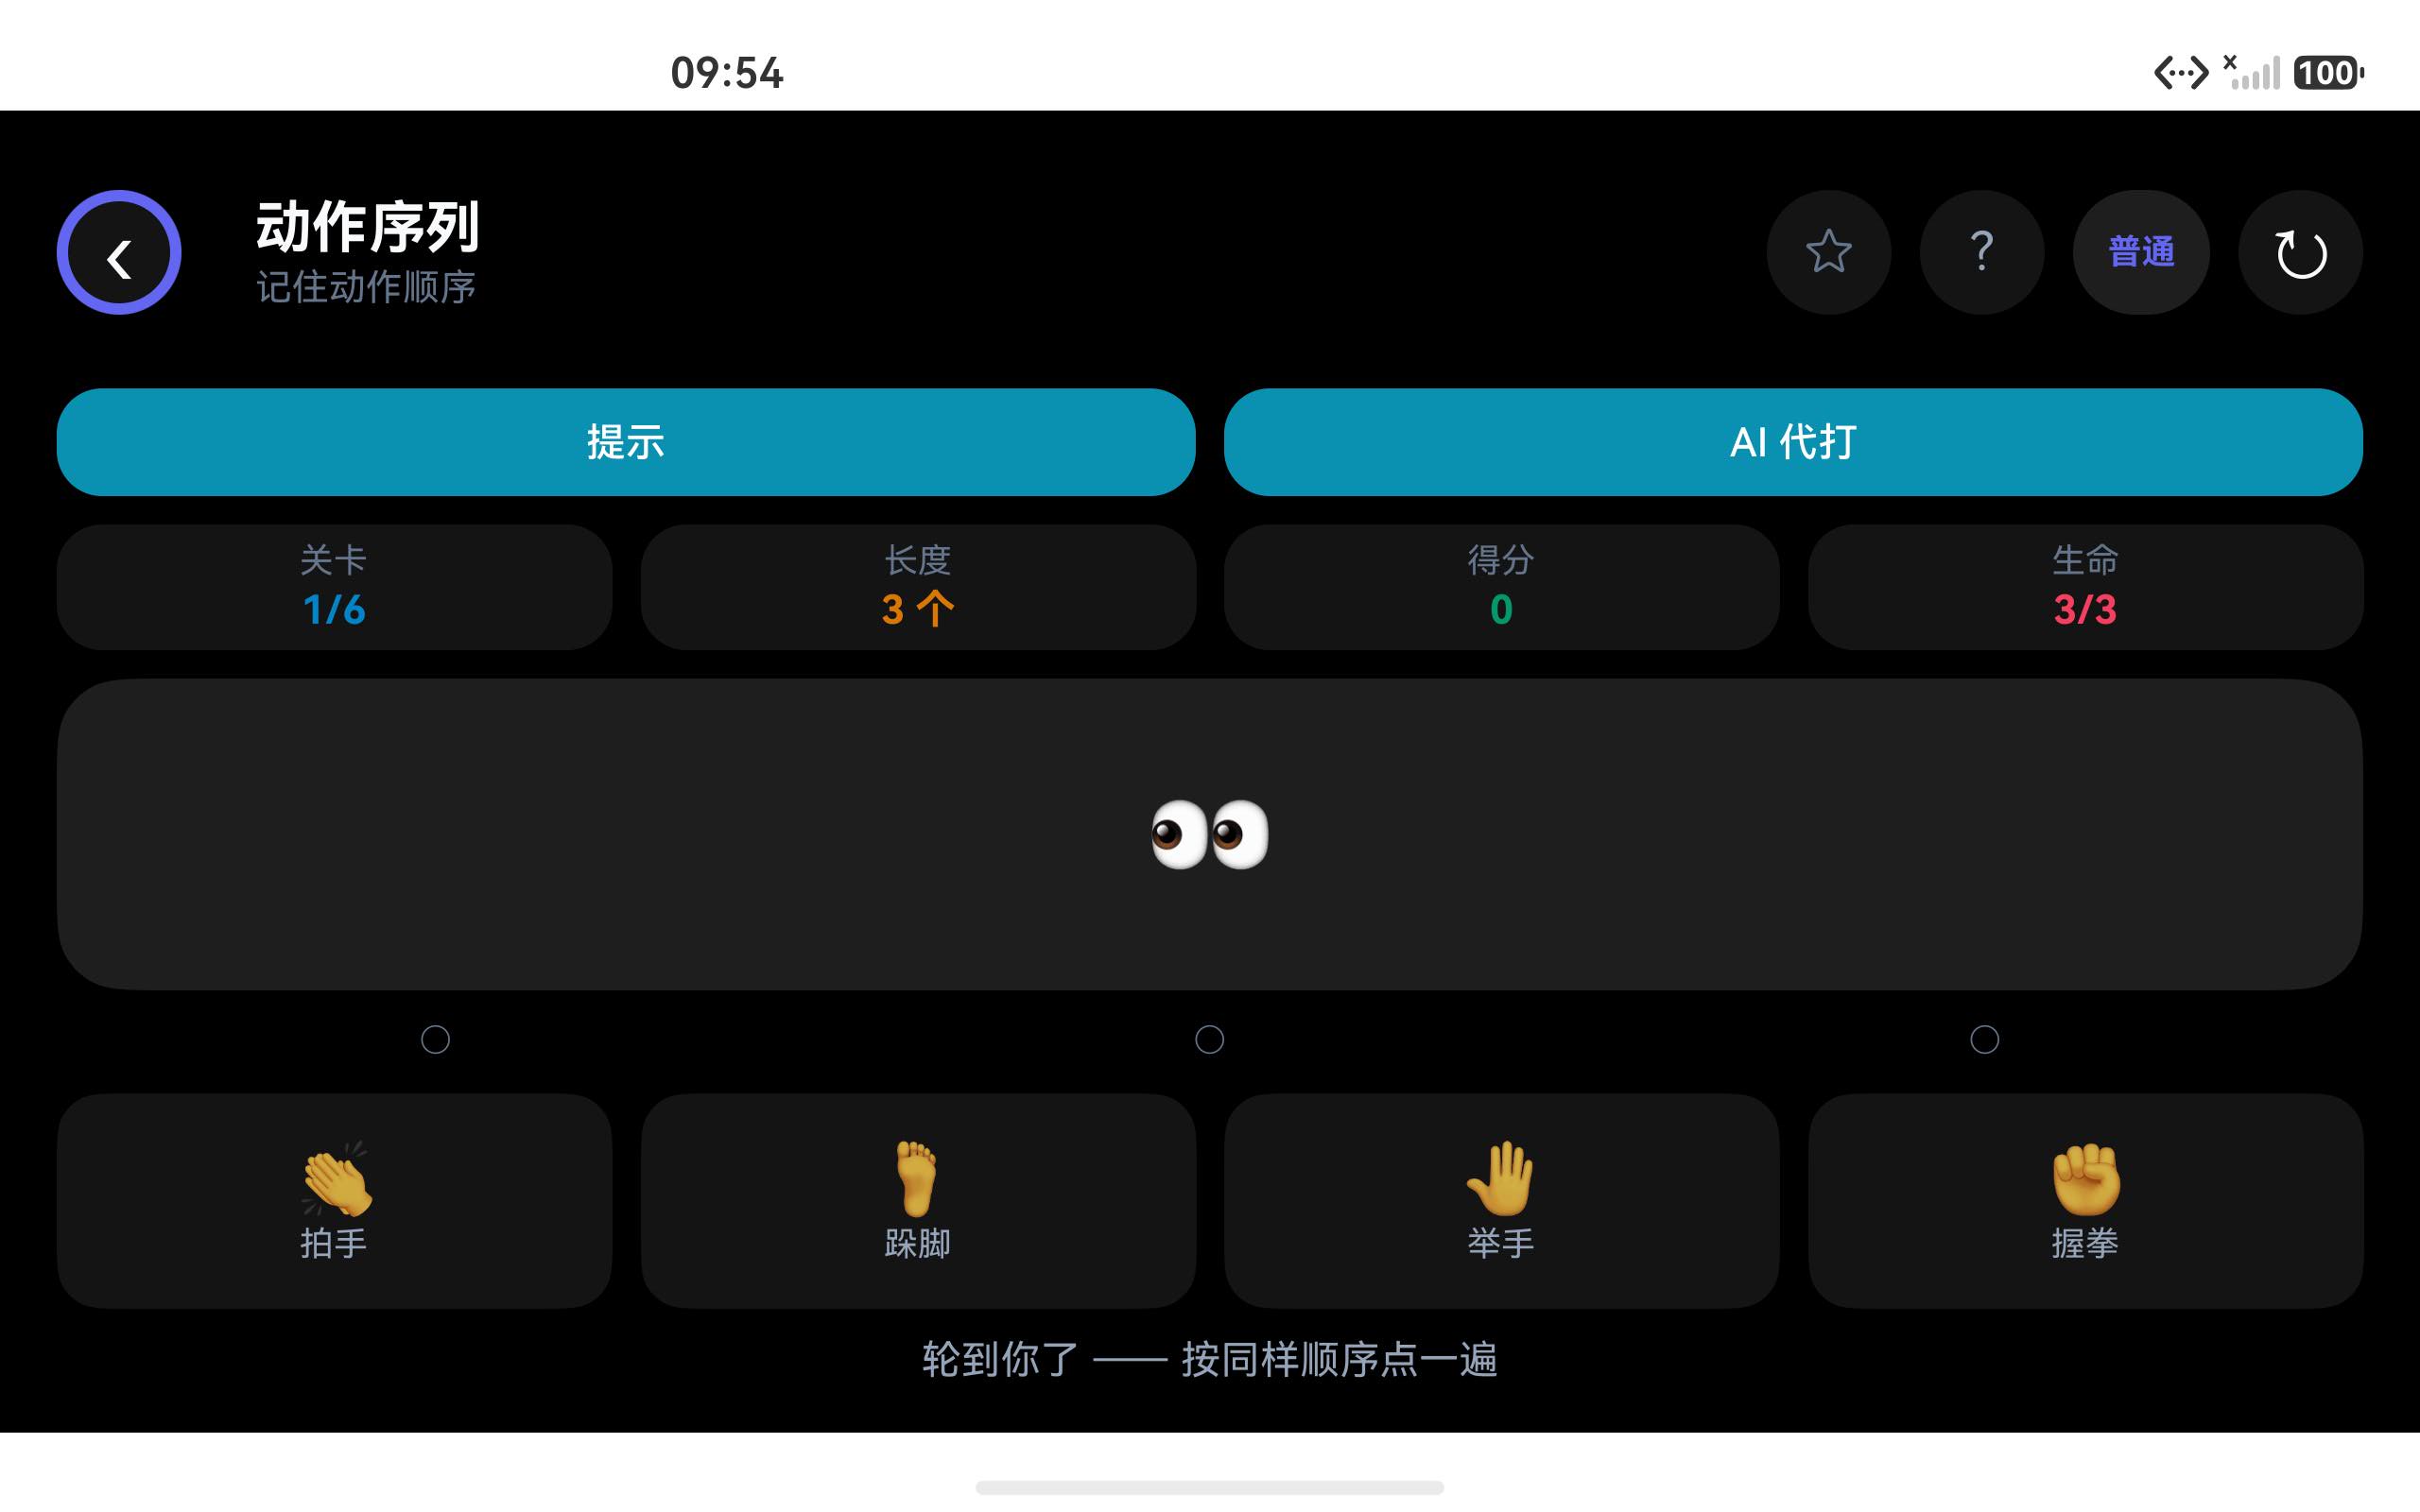 09:54
100
动作序列
记住动作顺序
?
普通
提示
AI 代打
关卡
1/6
长度
3 个
得分
0
生命
3/3
拍手
跺脚
举手
握拳
轮到你了 —— 按同样顺序点一遍